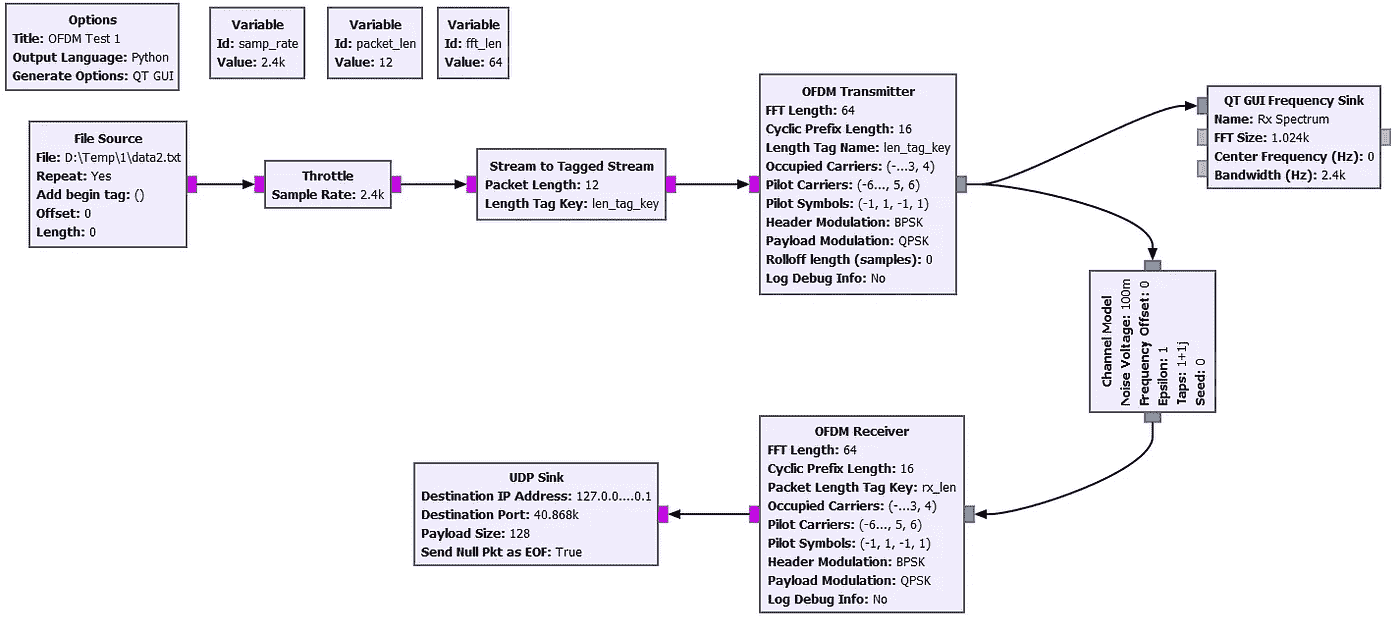 Options
Title: OFDM Test 1
Output Language: Python
Generate Options: QT GUI
Variable
Id: samp_rate
Value: 2.4k
Variable
Id: packet_len
Value: 12
Variable
Id: fft_len
Value: 64
File Source
File: D:\Temp\1\data2.txt
Repeat: Yes
Add begin tag: ()
Offset: 0
Length: 0
Throttle
Sample Rate: 2.4k
Stream to Tagged Stream
Packet Length: 12
Length Tag Key: len_tag_key
OFDM Transmitter
FFT Length: 64
Cyclic Prefix Length: 16
Length Tag Name: len_tag_key
Occupied Carriers: (-...3, 4)
Pilot Carriers: (-6..., 5, 6)
Pilot Symbols: (-1, 1, -1, 1)
Header Modulation: BPSK
Payload Modulation: QPSK
Rolloff length (samples): 0
Log Debug Info: No
QT GUI Frequency Sink
Name: Rx Spectrum
FFT Size: 1.024k
Center Frequency (Hz): 0
Bandwidth (Hz): 2.4k
Channel Model
Noise Voltage: 100m
Frequency Offset: 0
Epsilon: 1
Taps: 1+1j
Seed: 0
OFDM Receiver
FFT Length: 64
Cyclic Prefix Length: 16
Packet Length Tag Key: rx_len
Occupied Carriers: (-...3, 4)
Pilot Carriers: (-6..., 5, 6)
Pilot Symbols: (-1, 1, -1, 1)
Header Modulation: BPSK
Payload Modulation: QPSK
Log Debug Info: No
UDP Sink
Destination IP Address: 127.0.0....0.1
Destination Port: 40.868k
Payload Size: 128
Send Null Pkt as EOF: True